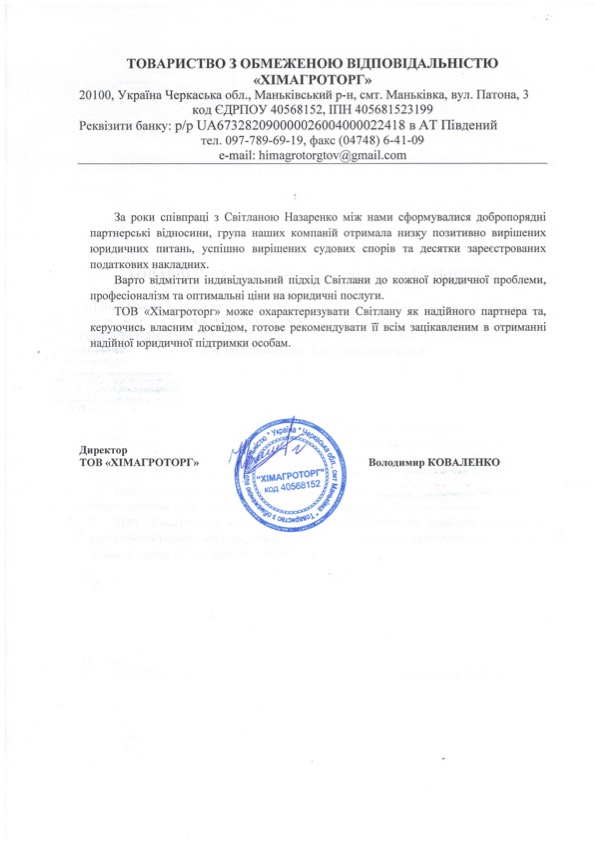 ТОВАРИСТВО З ОБМЕЖЕНОЮ ВІДПОВІДАЛЬНІСТЮ
«ХІМАГРОТОРГ»
20100, Україна Черкаська обл., Маньківський р-н, смт. Маньківка, вул. Патона, 3
код ЄДРПОУ 40568152, ІПН 405681523199
Реквізити банку: р/р UA673282090000026004000022418 в АТ Південий
тел. 097-789-69-19, факс (04748) 6-41-09
e-mail: himagrotorgtov@gmail.com
За роки співпраці з Світланою Назаренко між нами сформувалися добропорядні
партнерські відносини, група наших компаній отримала низку позитивно вирішених
юридичних питань, успішно вирішених судових спорів та десятки зареєстрованих
податкових накладних.
Варто відмітити індивідуальний підхід Світлани до кожної юридичної проблеми,
професіоналізм та оптимальні ціни на юридичні послуги.
ТОВ «Хімагроторг» може охарактеризувати Світлану як надійного партнера та,
керуючись власним досвідом, готове рекомендувати її всім зацікавленим в отриманні
надійної юридичної підтримки особам.
Директор
ТОВ «ХІМАГРОТОРГ»
Володимир КОВАЛЕНКО
* Україна * Черкаська обл., смт Маньківка * Товариство з обмеженою відповідальністю
"ХІМАГРОТОРГ"
код 40568152